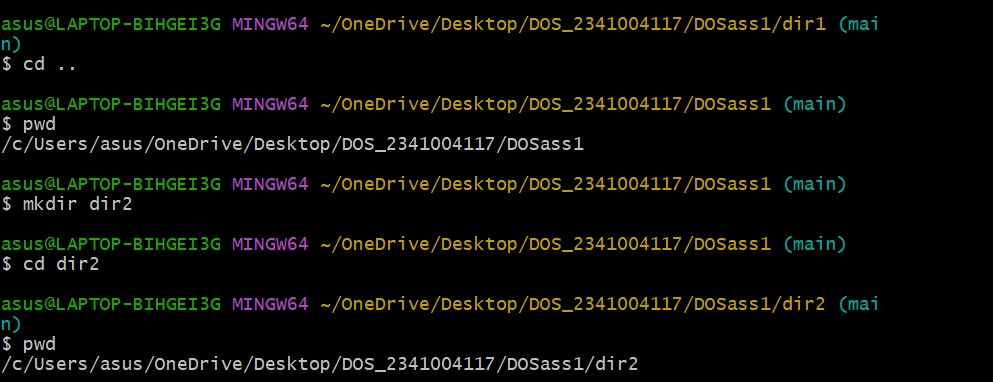 asus@LAPTOP-BIHGEI3G MINGW64 ~/OneDrive/Desktop/DOS_2341004117/DOSass1/dir1 (mai
n)
$ cd ..
asus@LAPTOP-BIHGEI3G MINGW64 ~/OneDrive/Desktop/DOS_2341004117/DOSass1 (main)
$ pwd
/c/Users/asus/OneDrive/Desktop/DOS_2341004117/DOSass1
asus@LAPTOP-BIHGEI3G MINGW64 ~/OneDrive/Desktop/DOS_2341004117/DOSass1 (main)
$ mkdir dir2
asus@LAPTOP-BIHGEI3G MINGW64 ~/OneDrive/Desktop/DOS_2341004117/DOSass1 (main)
$ cd dir2
asus@LAPTOP-BIHGEI3G MINGW64 ~/OneDrive/Desktop/DOS_2341004117/DOSass1/dir2 (mai
n)
$ pwd
/c/Users/asus/OneDrive/Desktop/DOS_2341004117/DOSass1/dir2